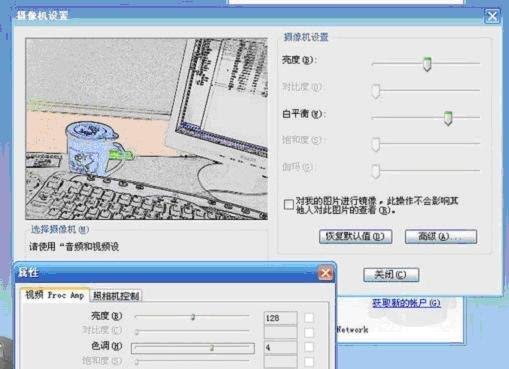 摄像机设置
摄像机设置
亮度(B):
对比度(D):
白平衡(W):
饱和度(S):
伽玛(G):
对我的图片进行镜像，此操作不会影响其
他人对此图片的查看(R)。
选择摄像机(M)
请使用“音频和视频设
恢复默认值(D)
高级(A)...
关闭(C)
获取新的帐户(G)
Network
属性
视频 Proc Amp
照相机控制
亮度(B)
128
对比度(C)
色调(H)
4
饱和度(S)